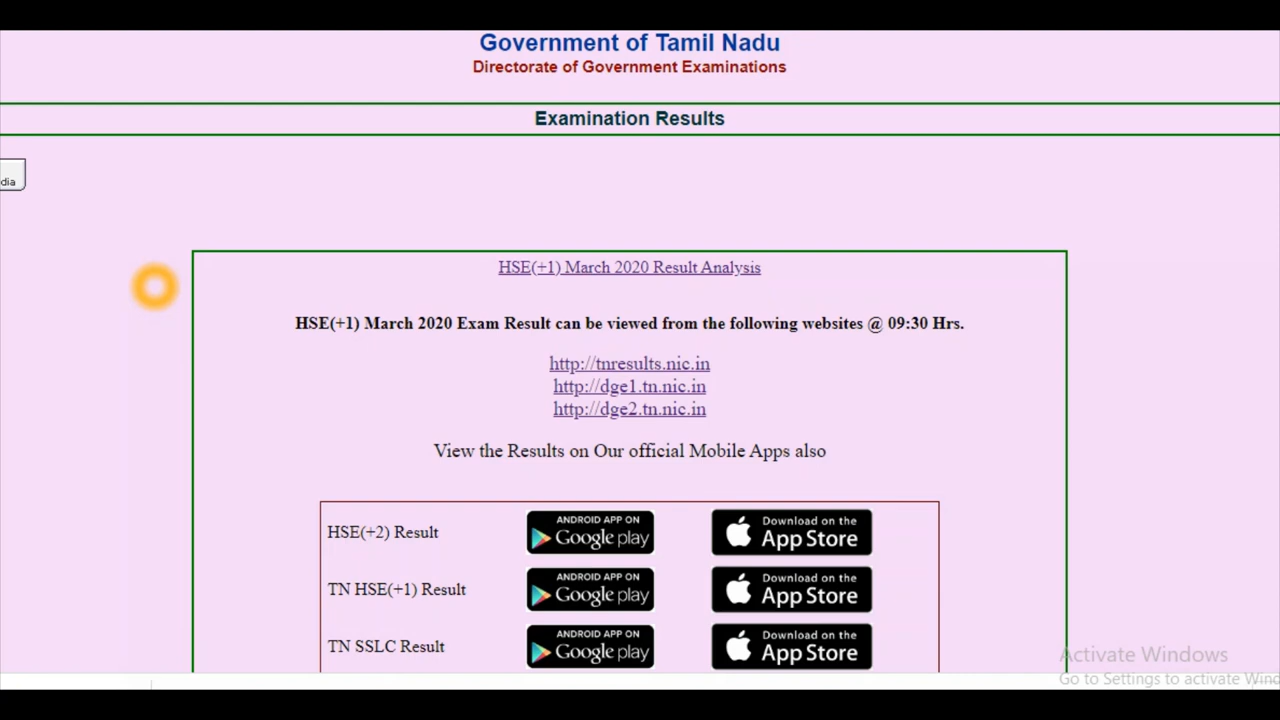 Government of Tamil Nadu
Directorate of Government Examinations
Examination Results
dia
HSE(+1) March 2020 Result Analysis
HSE(+1) March 2020 Exam Result can be viewed from the following websites @ 09:30 Hrs.
http://tnresults.nic.in
http://dge1.tn.nic.in
http://dge2.tn.nic.in
View the Results on Our official Mobile Apps also
HSE(+2) Result
ANDROID APP ON
Google play
Download on the
App Store
TN HSE(+1) Result
ANDROID APP ON
Google play
Download on the
App Store
TN SSLC Result
ANDROID APP ON
Google play
Download on the
App Store
Activate Windows
Go to Settings to activate Wind